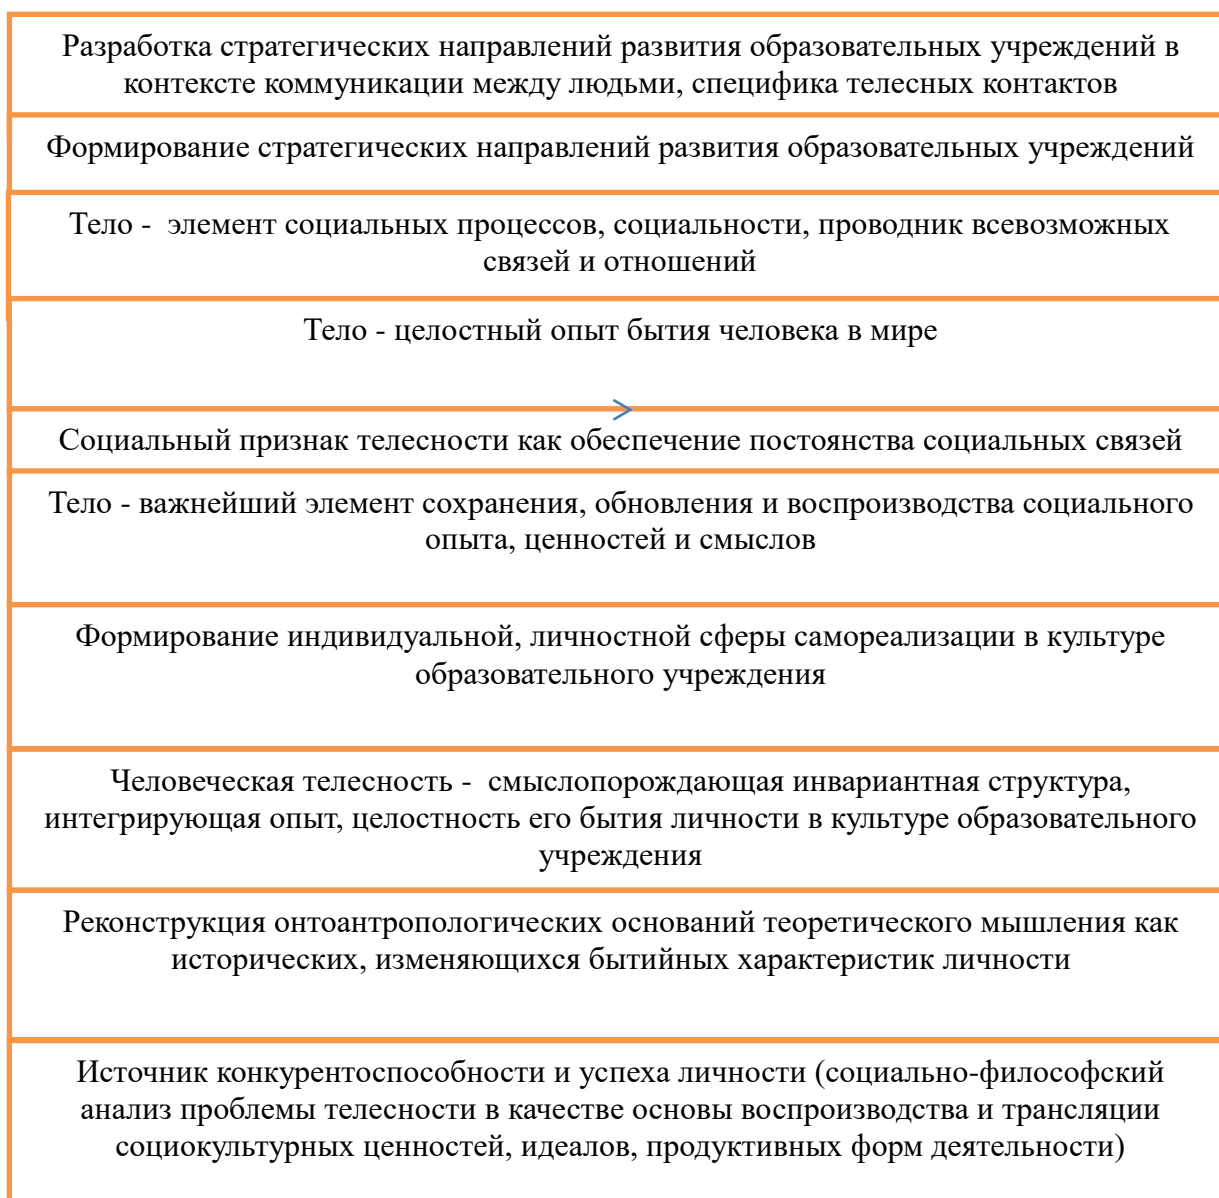 Разработка стратегических направлений развития образовательных учреждений в
контексте коммуникации между людьми, специфика телесных контактов
Формирование стратегических направлений развития образовательных учреждений
Тело -  элемент социальных процессов, социальности, проводник всевозможных
связей и отношений
Тело - целостный опыт бытия человека в мире
Социальный признак телесности как обеспечение постоянства социальных связей
Тело - важнейший элемент сохранения, обновления и воспроизводства социального
опыта, ценностей и смыслов
Формирование индивидуальной, личностной сферы самореализации в культуре
образовательного учреждения
Человеческая телесность -  смыслопорождающая инвариантная структура,
интегрирующая опыт, целостность его бытия личности в культуре образовательного
учреждения
Реконструкция онтоантропологических оснований теоретического мышления как
исторических, изменяющихся бытийных характеристик личности
Источник конкурентоспособности и успеха личности (социально-философский
анализ проблемы телесности в качестве основы воспроизводства и трансляции
социокультурных ценностей, идеалов, продуктивных форм деятельности)